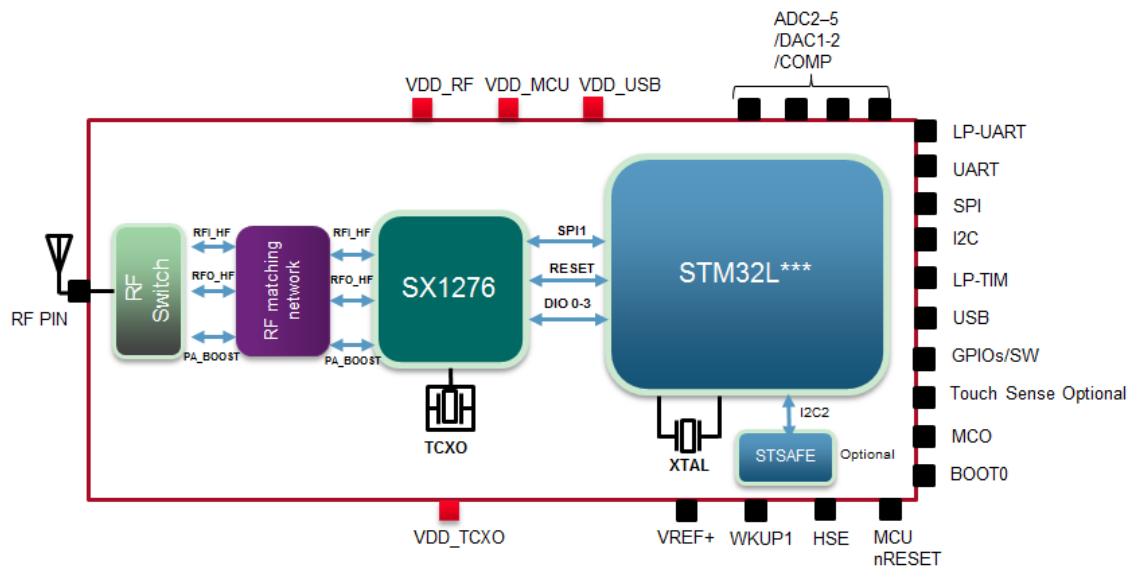 ADC2–5
/DAC1-2
/COMP
VDD_RF
VDD_MCU
VDD_USB
LP-UART
UART
SPI
I2C
LP-TIM
USB
GPIOs/SW
Touch Sense Optional
MCO
BOOT0
RF PIN
RF
Switch
RFI_HF
RFO_HF
PA_BOOST
RF matching
network
RFI_HF
RFO_HF
PA_BOOST
SX1276
SPI1
RESET
DIO 0-3
STM32L***
TCXO
XTAL
I2C2
STSAFE
Optional
VDD_TCXO
VREF+
WKUP1
HSE
MCU
nRESET